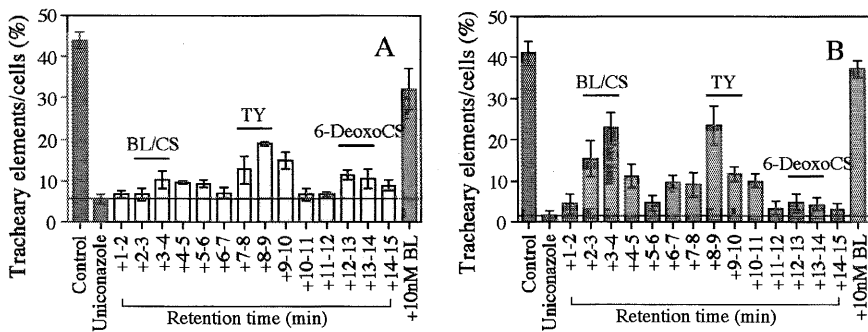 A
Tracheary elements/cells (%)
50
40
30
20
10
0
BL/CS
TY
6-DeoxoCS
Control
Uniconazole
+1-2
+2-3
+3-4
+4-5
+5-6
+6-7
+7-8
+8-9
+9-10
+10-11
+11-12
+12-13
+13-14
+14-15
+10nM BL
Retention time (min)
B
Tracheary elements/cells (%)
50
40
30
20
10
0
BL/CS
TY
6-DeoxoCS
Control
Uniconazole
+1-2
+2-3
+3-4
+4-5
+5-6
+6-7
+7-8
+8-9
+9-10
+10-11
+11-12
+12-13
+13-14
+14-15
+10nM BL
Retention time (min)